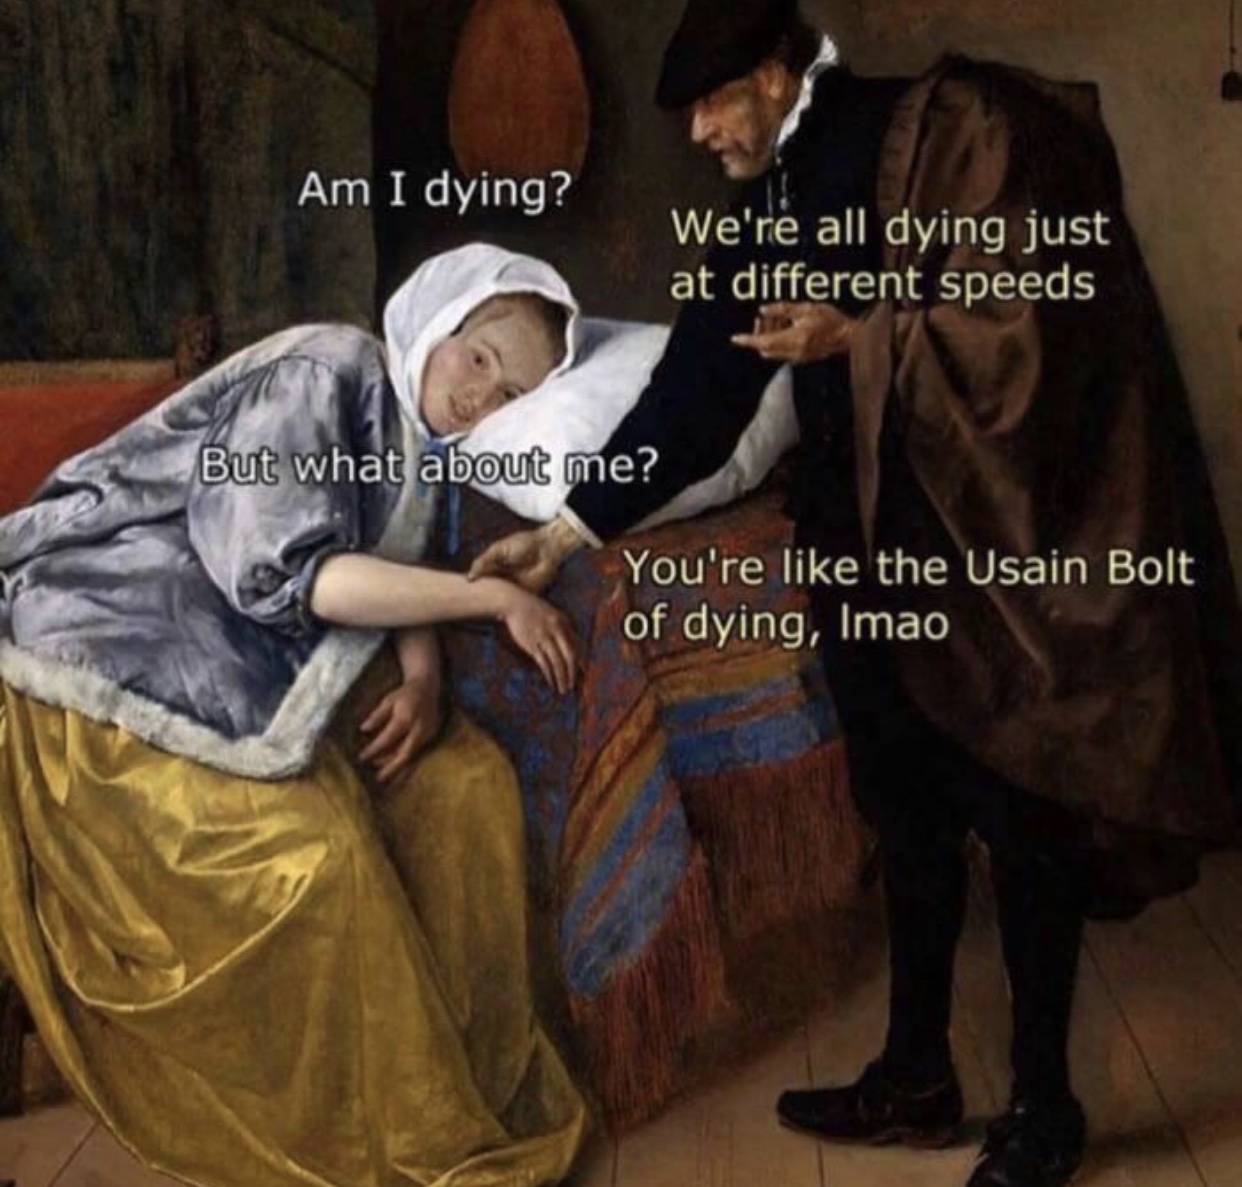 Am I dying?
We're all dying just
at different speeds
But what about me?
You're like the Usain Bolt
of dying, lmao